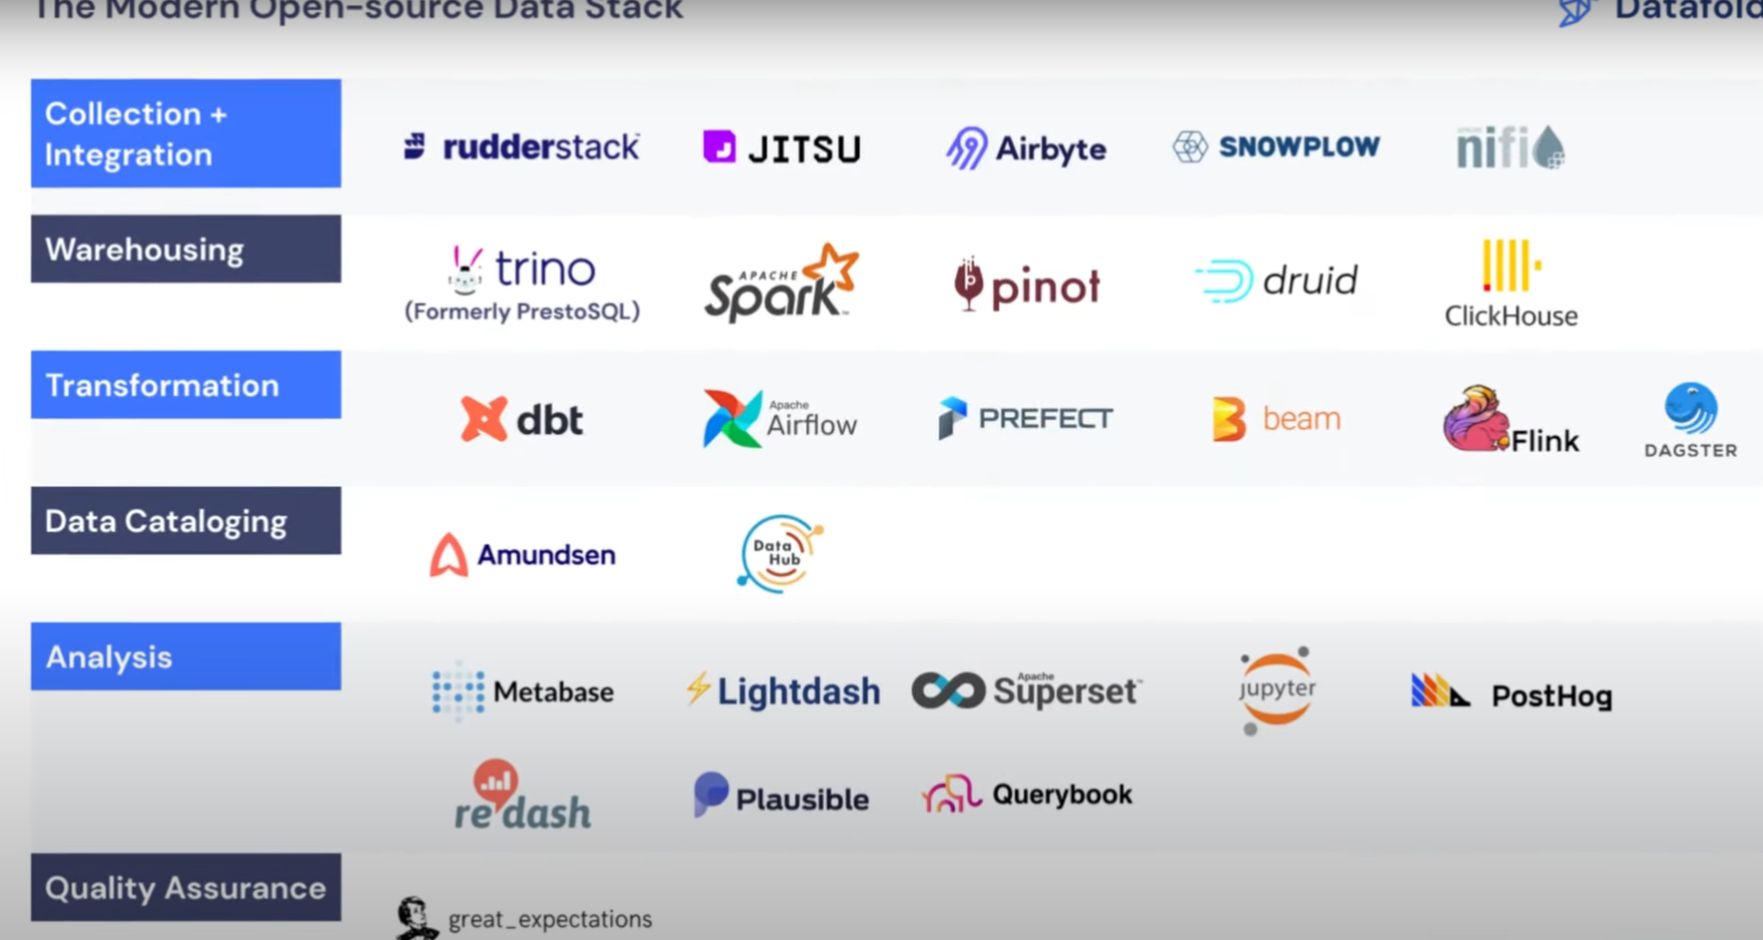 The Modern Open-source Data Stack
Datafold
Collection +
Integration
rudderstack
JITSU
Airbyte
SNOWPLOW
nifi
Warehousing
trino
(Formerly PrestoSQL)
APACHE
Spark™
pinot
druid
ClickHouse
Transformation
dbt
Apache
Airflow
PREFECT
beam
Flink
DAGSTER
Data Cataloging
Amundsen
Data
Hub
Analysis
Metabase
Lightdash
Apache
Superset™
jupyter
PostHog
redash
Plausible
Querybook
Quality Assurance
great_expectations